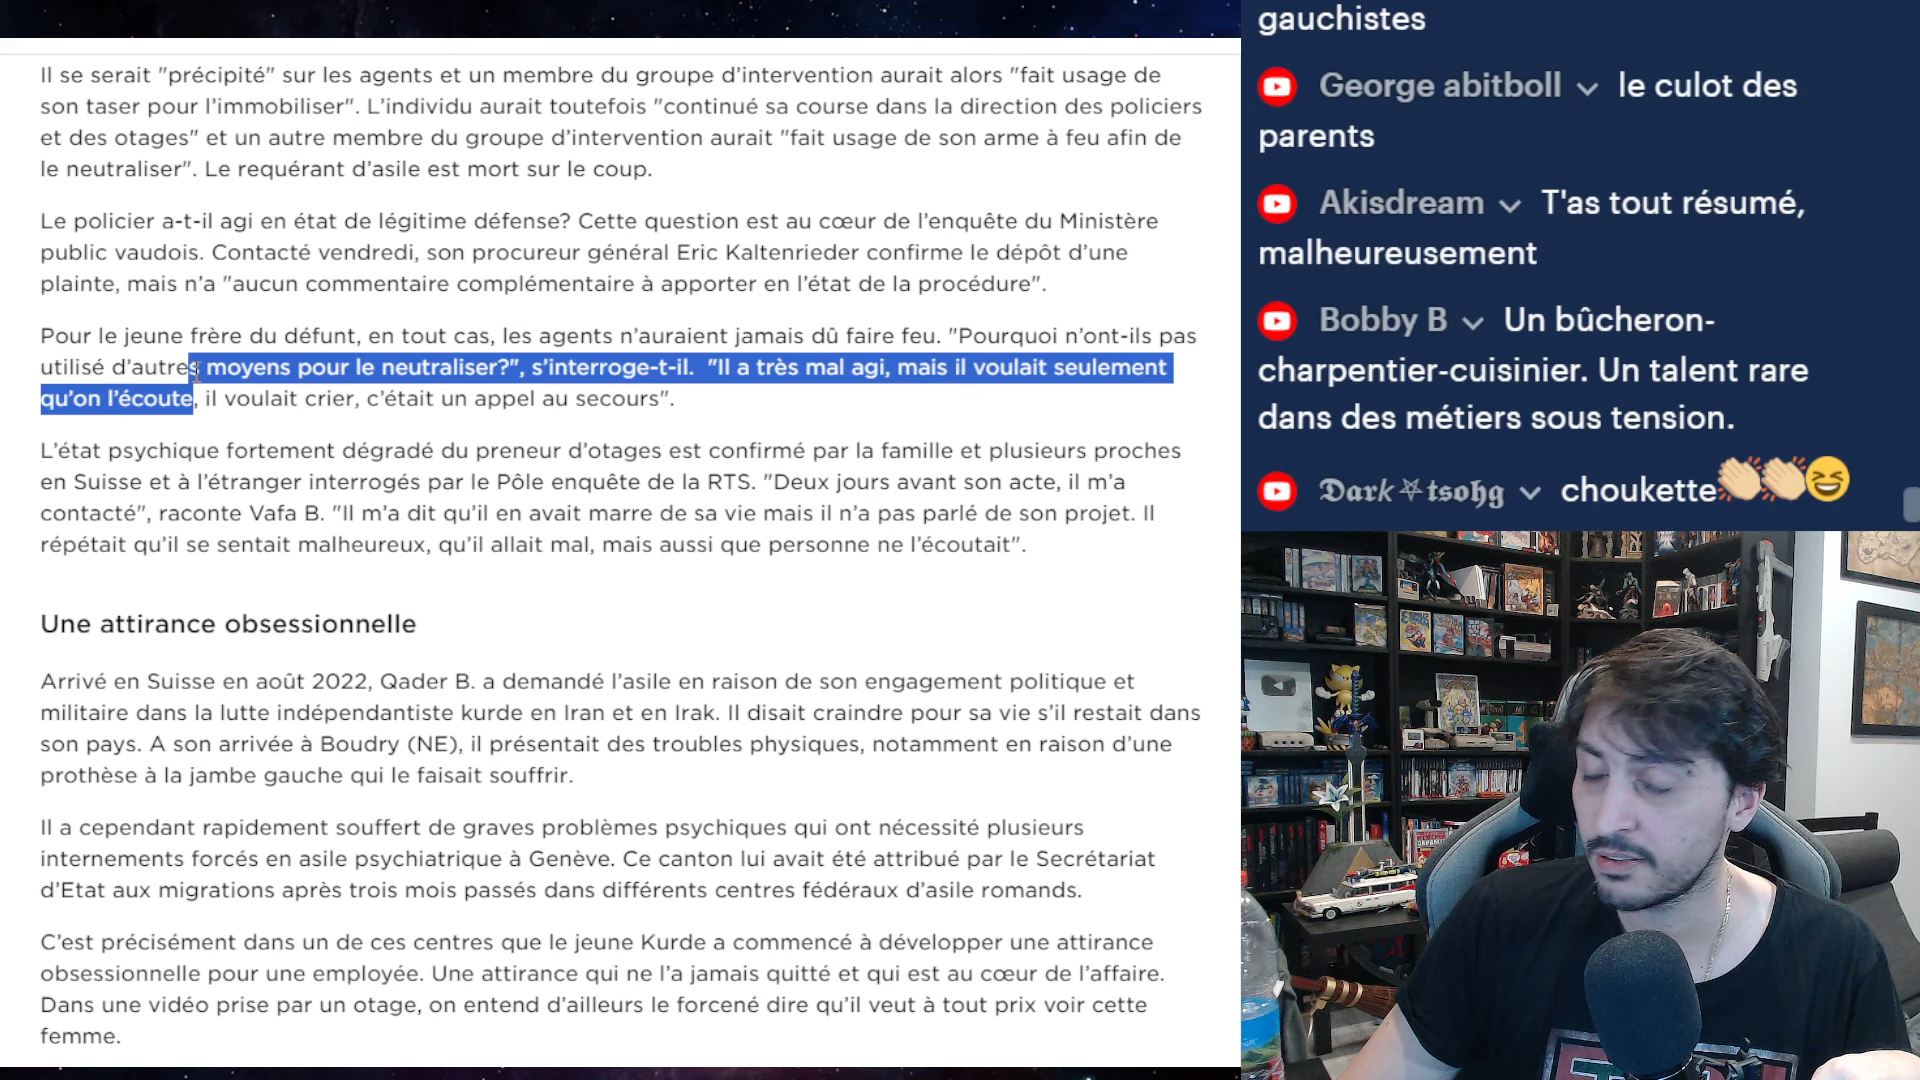 Il se serait "précipité" sur les agents et un membre du groupe d’intervention aurait alors "fait usage de
son taser pour l’immobiliser". L’individu aurait toutefois "continué sa course dans la direction des policiers
et des otages" et un autre membre du groupe d’intervention aurait "fait usage de son arme à feu afin de
le neutraliser". Le requérant d’asile est mort sur le coup.
Le policier a-t-il agi en état de légitime défense? Cette question est au cœur de l’enquête du Ministère
public vaudois. Contacté vendredi, son procureur général Eric Kaltenrieder confirme le dépôt d’une
plainte, mais n’a "aucun commentaire complémentaire à apporter en l’état de la procédure".
Pour le jeune frère du défunt, en tout cas, les agents n’auraient jamais dû faire feu. "Pourquoi n’ont-ils pas
utilisé d’autres moyens pour le neutraliser?", s’interroge-t-il. "Il a très mal agi, mais il voulait seulement
qu’on l’écoute, il voulait crier, c’était un appel au secours".
L’état psychique fortement dégradé du preneur d’otages est confirmé par la famille et plusieurs proches
en Suisse et à l’étranger interrogés par le Pôle enquête de la RTS. "Deux jours avant son acte, il m’a
contacté", raconte Vafa B. "Il m’a dit qu’il en avait marre de sa vie mais il n’a pas parlé de son projet. Il
répétait qu’il se sentait malheureux, qu’il allait mal, mais aussi que personne ne l’écoutait".
Une attirance obsessionnelle
Arrivé en Suisse en août 2022, Qader B. a demandé l’asile en raison de son engagement politique et
militaire dans la lutte indépendantiste kurde en Iran et en Irak. Il disait craindre pour sa vie s’il restait dans
son pays. A son arrivée à Boudry (NE), il présentait des troubles physiques, notamment en raison d’une
prothèse à la jambe gauche qui le faisait souffrir.
Il a cependant rapidement souffert de graves problèmes psychiques qui ont nécessité plusieurs
internements forcés en asile psychiatrique à Genève. Ce canton lui avait été attribué par le Secrétariat
d’Etat aux migrations après trois mois passés dans différents centres fédéraux d’asile romands.
C’est précisément dans un de ces centres que le jeune Kurde a commencé à développer une attirance
obsessionnelle pour une employée. Une attirance qui ne l’a jamais quitté et qui est au cœur de l’affaire.
Dans une vidéo prise par un otage, on entend d’ailleurs le forcené dire qu’il veut à tout prix voir cette
femme.
gauchistes
George abitboll le culot des
parents
Akisdream T'as tout résumé,
malheureusement
Bobby B Un bûcheron-
charpentier-cuisinier. Un talent rare
dans des métiers sous tension.
𝕯𝖆𝖗𝖐⛧𝖙𝖘𝖔𝖍𝖌 choukette👏🏻👏🏻😆